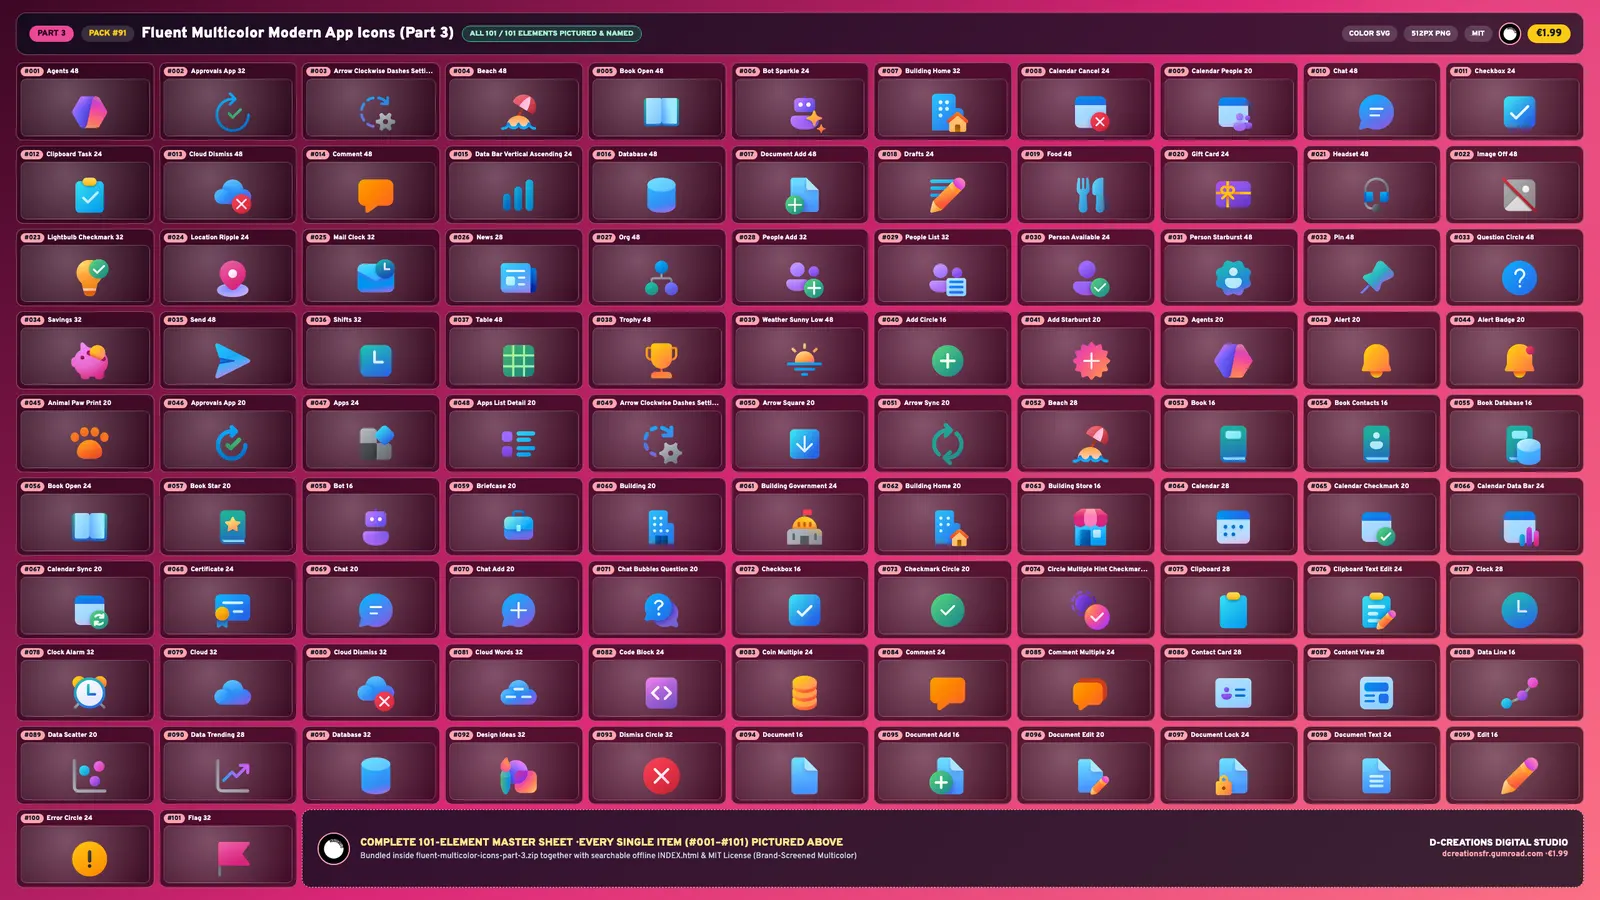 PART 3 PACK #91 Fluent Multicolor Modern App Icons (Part 3) ALL 101 / 101 ELEMENTS PICTURED & NAMED COLOR SVG 512PX PNG MIT €1.99
#001 Agents 48 #002 Approvals App 32 #003 Arrow Clockwise Dashes Setti... #004 Beach 48 #005 Book Open 48 #006 Bot Sparkle 24 #007 Building Home 32 #008 Calendar Cancel 24 #009 Calendar People 20 #010 Chat 48 #011 Checkbox 24
#012 Clipboard Task 24 #013 Cloud Dismiss 48 #014 Comment 48 #015 Data Bar Vertical Ascending 24 #016 Database 48 #017 Document Add 48 #018 Drafts 24 #019 Food 48 #020 Gift Card 24 #021 Headset 48 #022 Image Off 48
#023 Lightbulb Checkmark 32 #024 Location Ripple 24 #025 Mail Clock 32 #026 News 28 #027 Org 48 #028 People Add 32 #029 People List 32 #030 Person Available 24 #031 Person Starburst 48 #032 Pin 48 #033 Question Circle 48
#034 Savings 32 #035 Send 48 #036 Shifts 32 #037 Table 48 #038 Trophy 48 #039 Weather Sunny Low 48 #040 Add Circle 16 #041 Add Starburst 20 #042 Agents 20 #043 Alert 20 #044 Alert Badge 20
#045 Animal Paw Print 20 #046 Approvals App 20 #047 Apps 24 #048 Apps List Detail 20 #049 Arrow Clockwise Dashes Setti... #050 Arrow Square 20 #051 Arrow Sync 20 #052 Beach 28 #053 Book 16 #054 Book Contacts 16 #055 Book Database 16
#056 Book Open 24 #057 Book Star 20 #058 Bot 16 #059 Briefcase 20 #060 Building 20 #061 Building Government 24 #062 Building Home 20 #063 Building Store 16 #064 Calendar 28 #065 Calendar Checkmark 20 #066 Calendar Data Bar 24
#067 Calendar Sync 20 #068 Certificate 24 #069 Chat 20 #070 Chat Add 20 #071 Chat Bubbles Question 20 #072 Checkbox 16 #073 Checkmark Circle 20 #074 Circle Multiple Hint Checkmar... #075 Clipboard 28 #076 Clipboard Text Edit 24 #077 Clock 28
#078 Clock Alarm 32 #079 Cloud 32 #080 Cloud Dismiss 32 #081 Cloud Words 32 #082 Code Block 24 #083 Coin Multiple 24 #084 Comment 24 #085 Comment Multiple 24 #086 Contact Card 28 #087 Content View 28 #088 Data Line 16
#089 Data Scatter 20 #090 Data Trending 28 #091 Database 32 #092 Design Ideas 32 #093 Dismiss Circle 32 #094 Document 16 #095 Document Add 16 #096 Document Edit 20 #097 Document Lock 24 #098 Document Text 24 #099 Edit 16
#100 Error Circle 24 #101 Flag 32
COMPLETE 101-ELEMENT MASTER SHEET · EVERY SINGLE ITEM (#001-#101) PICTURED ABOVE
Bundled inside fluent-multicolor-icons-part-3.zip together with searchable offline INDEX.html & MIT License (Brand-Screened Multicolor)
D-CREATIONS DIGITAL STUDIO
dcreationsfr.gumroad.com · €1.99